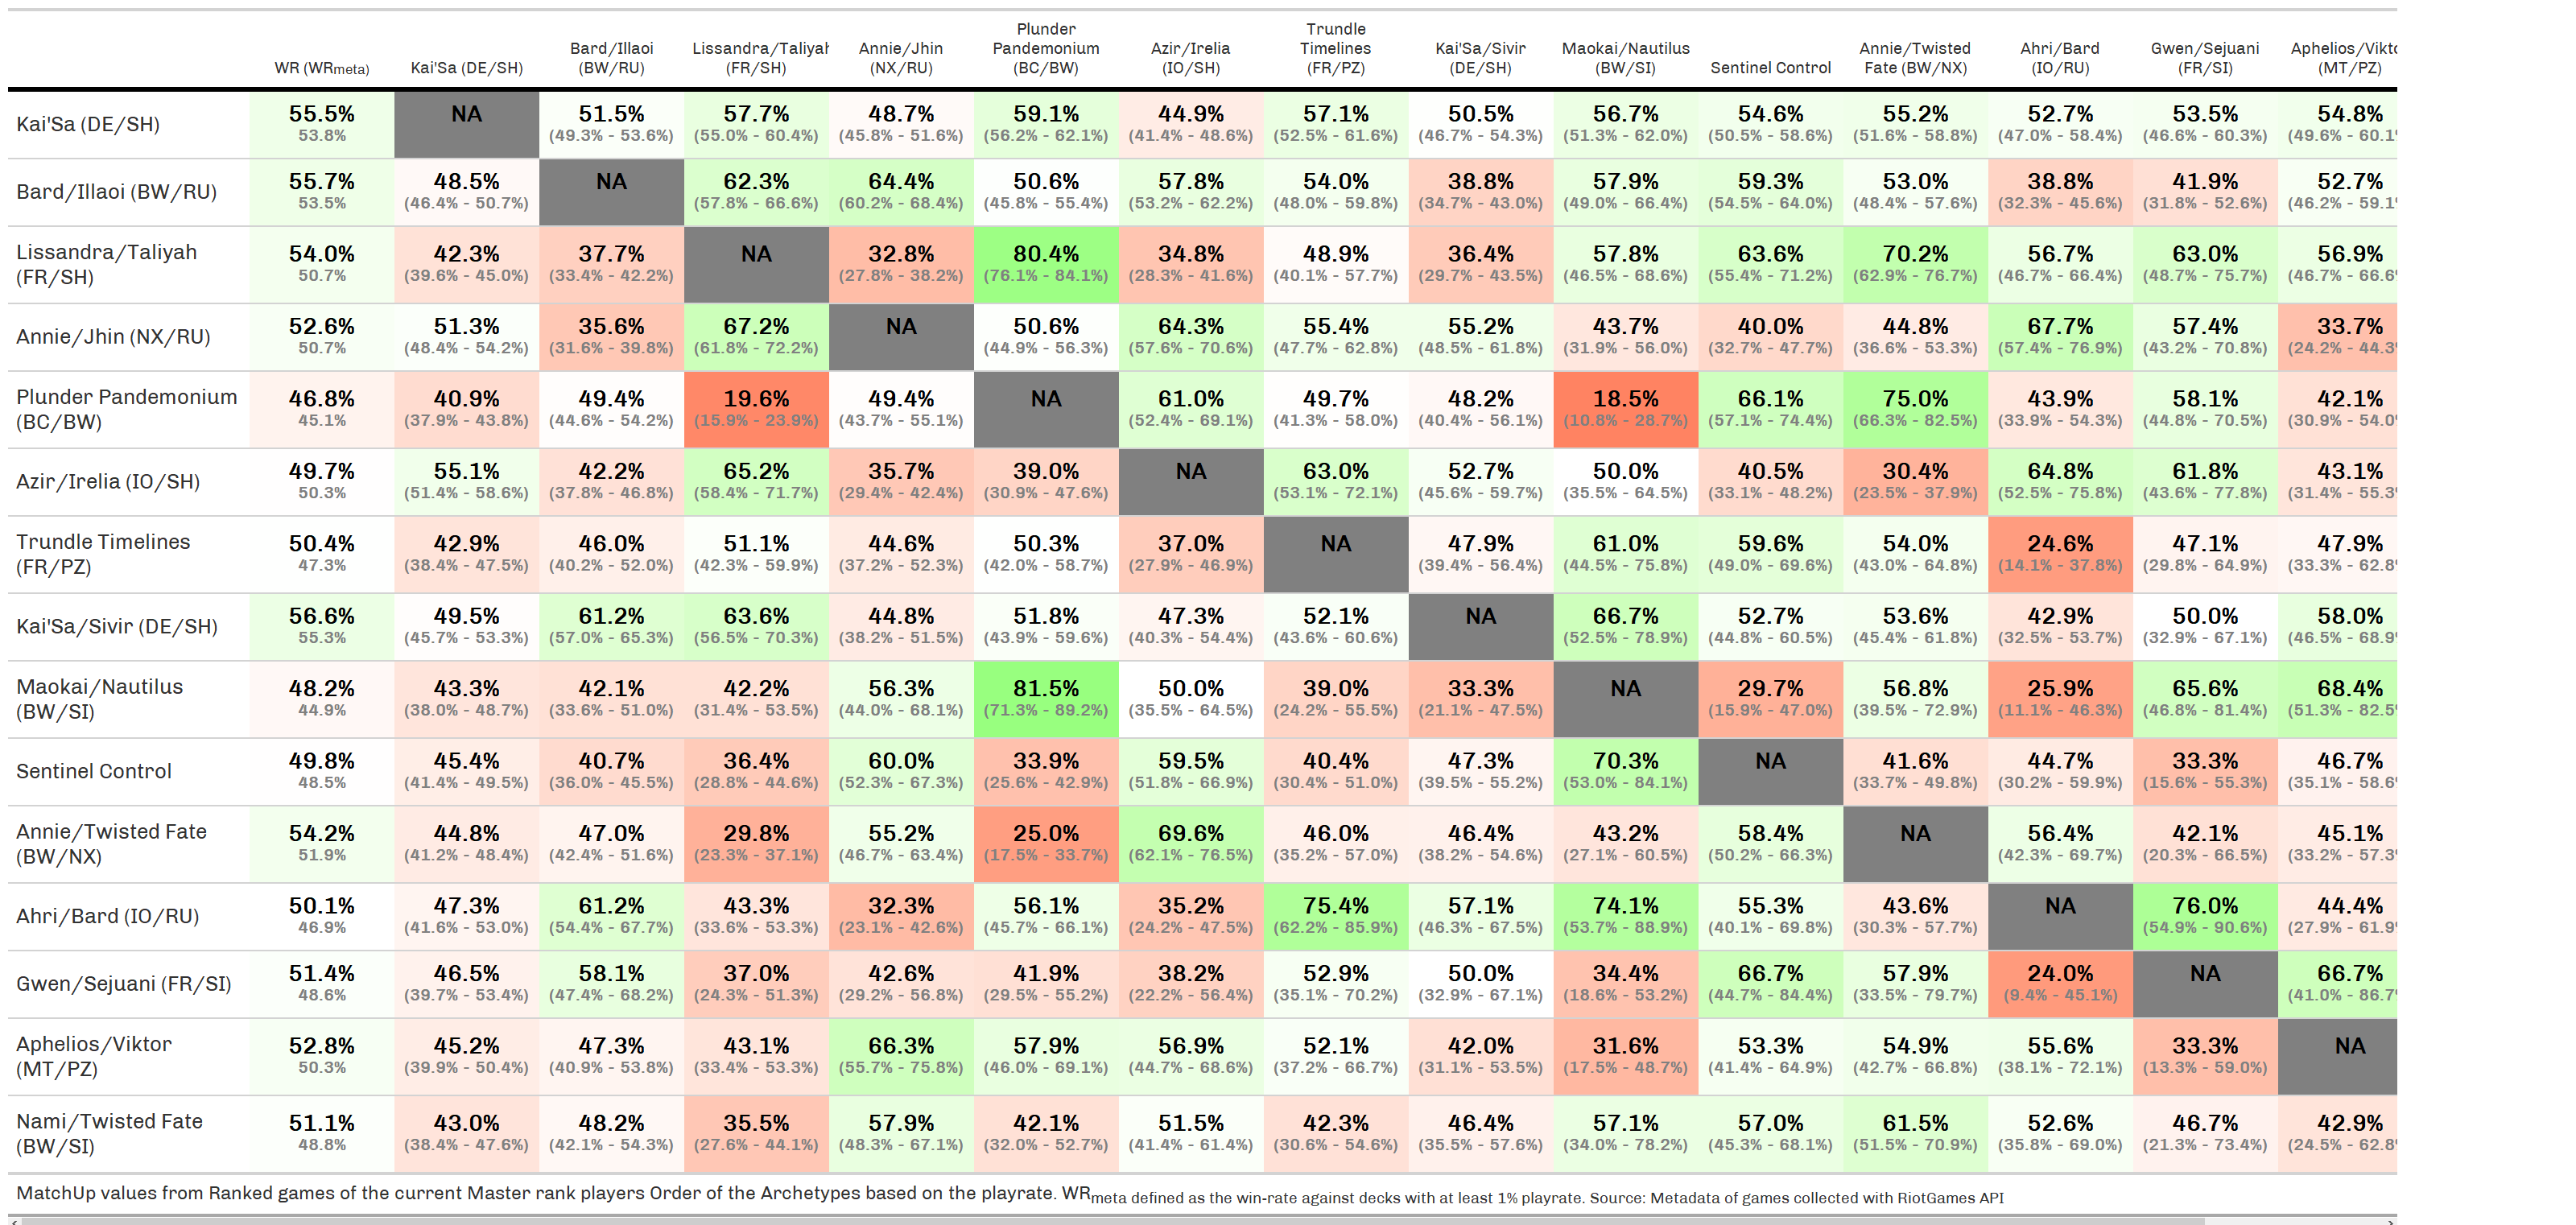 WR (WRmeta) Kai'Sa (DE/SH) Bard/Illaoi (BW/RU) Lissandra/Taliyah (FR/SH) Annie/Jhin (NX/RU) Plunder Pandemonium (BC/BW) Azir/Irelia (IO/SH) Trundle Timelines (FR/PZ) Kai'Sa/Sivir (DE/SH) Maokai/Nautilus (BW/SI) Sentinel Control Annie/Twisted Fate (BW/NX) Ahri/Bard (IO/RU) Gwen/Sejuani (FR/SI) Aphelios/Vikto (MT/PZ)
Kai'Sa (DE/SH) 55.5% NA 51.5% 57.7% 48.7% 59.1% 44.9% 57.1% 50.5% 56.7% 54.6% 55.2% 52.7% 53.5% 54.8%
53.8% (49.3% - 53.6%) (55.0% - 60.4%) (45.8% - 51.6%) (56.2% - 62.1%) (41.4% - 48.6%) (52.5% - 61.6%) (46.7% - 54.3%) (51.3% - 62.0%) (50.5% - 58.6%) (51.6% - 58.8%) (47.0% - 58.4%) (46.6% - 60.3%) (49.6% - 60.1%
Bard/Illaoi (BW/RU) 55.7% 48.5% NA 62.3% 64.4% 50.6% 57.8% 54.0% 38.8% 57.9% 59.3% 53.0% 38.8% 41.9% 52.7%
53.5% (46.4% - 50.7%) (57.8% - 66.6%) (60.2% - 68.4%) (45.8% - 55.4%) (53.2% - 62.2%) (48.0% - 59.8%) (34.7% - 43.0%) (49.0% - 66.4%) (54.5% - 64.0%) (48.4% - 57.6%) (32.3% - 45.6%) (31.8% - 52.6%) (46.2% - 59.1%
Lissandra/Taliyah (FR/SH) 54.0% 42.3% 37.7% NA 32.8% 80.4% 34.8% 48.9% 36.4% 57.8% 63.6% 70.2% 56.7% 63.0% 56.9%
50.7% (39.6% - 45.0%) (33.4% - 42.2%) (27.8% - 38.2%) (76.1% - 84.1%) (28.3% - 41.6%) (40.1% - 57.7%) (29.7% - 43.5%) (46.5% - 68.6%) (55.4% - 71.2%) (62.9% - 76.7%) (46.7% - 66.4%) (48.7% - 75.7%) (46.7% - 66.6%
Annie/Jhin (NX/RU) 52.6% 51.3% 35.6% 67.2% NA 50.6% 64.3% 55.4% 55.2% 43.7% 40.0% 44.8% 67.7% 57.4% 33.7%
50.7% (48.4% - 54.2%) (31.6% - 39.8%) (61.8% - 72.2%) (44.9% - 56.3%) (57.6% - 70.6%) (47.7% - 62.8%) (48.5% - 61.8%) (31.9% - 56.0%) (32.7% - 47.7%) (36.6% - 53.3%) (57.4% - 76.9%) (43.2% - 70.8%) (24.2% - 44.3%
Plunder Pandemonium (BC/BW) 46.8% 40.9% 49.4% 19.6% 49.4% NA 61.0% 49.7% 48.2% 18.5% 66.1% 75.0% 43.9% 58.1% 42.1%
45.1% (37.9% - 43.8%) (44.6% - 54.2%) (15.9% - 23.9%) (43.7% - 55.1%) (52.4% - 69.1%) (41.3% - 58.0%) (40.4% - 56.1%) (10.8% - 28.7%) (57.1% - 74.4%) (66.3% - 82.5%) (33.9% - 54.3%) (44.8% - 70.5%) (30.9% - 54.0%
Azir/Irelia (IO/SH) 49.7% 55.1% 42.2% 65.2% 35.7% 39.0% NA 63.0% 52.7% 50.0% 40.5% 30.4% 64.8% 61.8% 43.1%
50.3% (51.4% - 58.6%) (37.8% - 46.8%) (58.4% - 71.7%) (29.4% - 42.4%) (30.9% - 47.6%) (53.1% - 72.1%) (45.6% - 59.7%) (35.5% - 64.5%) (33.1% - 48.2%) (23.5% - 37.9%) (52.5% - 75.8%) (43.6% - 77.8%) (31.4% - 55.3%
Trundle Timelines (FR/PZ) 50.4% 42.9% 46.0% 51.1% 44.6% 50.3% 37.0% NA 47.9% 61.0% 59.6% 54.0% 24.6% 47.1% 47.9%
47.3% (38.4% - 47.5%) (40.2% - 52.0%) (42.3% - 59.9%) (37.2% - 52.3%) (42.0% - 58.7%) (27.9% - 46.9%) (39.4% - 56.4%) (44.5% - 75.8%) (49.0% - 69.6%) (43.0% - 64.8%) (14.1% - 37.8%) (29.8% - 64.9%) (33.3% - 62.8%
Kai'Sa/Sivir (DE/SH) 56.6% 49.5% 61.2% 63.6% 44.8% 51.8% 47.3% 52.1% NA 66.7% 52.7% 53.6% 42.9% 50.0% 58.0%
55.3% (45.7% - 53.3%) (57.0% - 65.3%) (56.5% - 70.3%) (38.2% - 51.5%) (43.9% - 59.6%) (40.3% - 54.4%) (43.6% - 60.6%) (52.5% - 78.9%) (44.8% - 60.5%) (45.4% - 61.8%) (32.5% - 53.7%) (32.9% - 67.1%) (46.5% - 68.9%
Maokai/Nautilus (BW/SI) 48.2% 43.3% 42.1% 42.2% 56.3% 81.5% 50.0% 39.0% 33.3% NA 29.7% 56.8% 25.9% 65.6% 68.4%
44.9% (38.0% - 48.7%) (33.6% - 51.0%) (31.4% - 53.5%) (44.0% - 68.1%) (71.3% - 89.2%) (35.5% - 64.5%) (24.2% - 55.5%) (21.1% - 47.5%) (15.9% - 47.0%) (39.5% - 72.9%) (11.1% - 46.3%) (46.8% - 81.4%) (51.3% - 82.5%
Sentinel Control 49.8% 45.4% 40.7% 36.4% 60.0% 33.9% 59.5% 40.4% 47.3% 70.3% NA 41.6% 44.7% 33.3% 46.7%
48.5% (41.4% - 49.5%) (36.0% - 45.5%) (28.8% - 44.6%) (52.3% - 67.3%) (25.6% - 42.9%) (51.8% - 66.9%) (30.4% - 51.0%) (39.5% - 55.2%) (53.0% - 84.1%) (33.7% - 49.8%) (30.2% - 59.9%) (15.6% - 55.3%) (35.1% - 58.6%
Annie/Twisted Fate (BW/NX) 54.2% 44.8% 47.0% 29.8% 55.2% 25.0% 69.6% 46.0% 46.4% 43.2% 58.4% NA 56.4% 42.1% 45.1%
51.9% (41.2% - 48.4%) (42.4% - 51.6%) (23.3% - 37.1%) (46.7% - 63.4%) (17.5% - 33.7%) (62.1% - 76.5%) (35.2% - 57.0%) (38.2% - 54.6%) (27.1% - 60.5%) (50.2% - 66.3%) (42.3% - 69.7%) (20.3% - 66.5%) (33.2% - 57.3%
Ahri/Bard (IO/RU) 50.1% 47.3% 61.2% 43.3% 32.3% 56.1% 35.2% 75.4% 57.1% 74.1% 55.3% 43.6% NA 76.0% 44.4%
46.9% (41.6% - 53.0%) (54.4% - 67.7%) (33.6% - 53.3%) (23.1% - 42.6%) (45.7% - 66.1%) (24.2% - 47.5%) (62.2% - 85.9%) (46.3% - 67.5%) (53.7% - 88.9%) (40.1% - 69.8%) (30.3% - 57.7%) (54.9% - 90.6%) (27.9% - 61.9%
Gwen/Sejuani (FR/SI) 51.4% 46.5% 58.1% 37.0% 42.6% 41.9% 38.2% 52.9% 50.0% 34.4% 66.7% 57.9% 24.0% NA 66.7%
48.6% (39.7% - 53.4%) (47.4% - 68.2%) (24.3% - 51.3%) (29.2% - 56.8%) (29.5% - 55.2%) (22.2% - 56.4%) (35.1% - 70.2%) (32.9% - 67.1%) (18.6% - 53.2%) (44.7% - 84.4%) (33.5% - 79.7%) (9.4% - 45.1%) (41.0% - 86.7%
Aphelios/Viktor (MT/PZ) 52.8% 45.2% 47.3% 43.1% 66.3% 57.9% 56.9% 52.1% 42.0% 31.6% 53.3% 54.9% 55.6% 33.3% NA
50.3% (39.9% - 50.4%) (40.9% - 53.8%) (33.4% - 53.3%) (55.7% - 75.8%) (46.0% - 69.1%) (44.7% - 68.6%) (37.2% - 66.7%) (31.1% - 53.5%) (17.5% - 48.7%) (41.4% - 64.9%) (42.7% - 66.8%) (38.1% - 72.1%) (13.3% - 59.0%)
Nami/Twisted Fate (BW/SI) 51.1% 43.0% 48.2% 35.5% 57.9% 42.1% 51.5% 42.3% 46.4% 57.1% 57.0% 61.5% 52.6% 46.7% 42.9%
48.8% (38.4% - 47.6%) (42.1% - 54.3%) (27.6% - 44.1%) (48.3% - 67.1%) (32.0% - 52.7%) (41.4% - 61.4%) (30.6% - 54.6%) (35.5% - 57.6%) (34.0% - 78.2%) (45.3% - 68.1%) (51.5% - 70.9%) (35.8% - 69.0%) (21.3% - 73.4%) (24.5% - 62.8%
MatchUp values from Ranked games of the current Master rank players Order of the Archetypes based on the playrate. WRmeta defined as the win-rate against decks with at least 1% playrate. Source: Metadata of games collected with RiotGames API